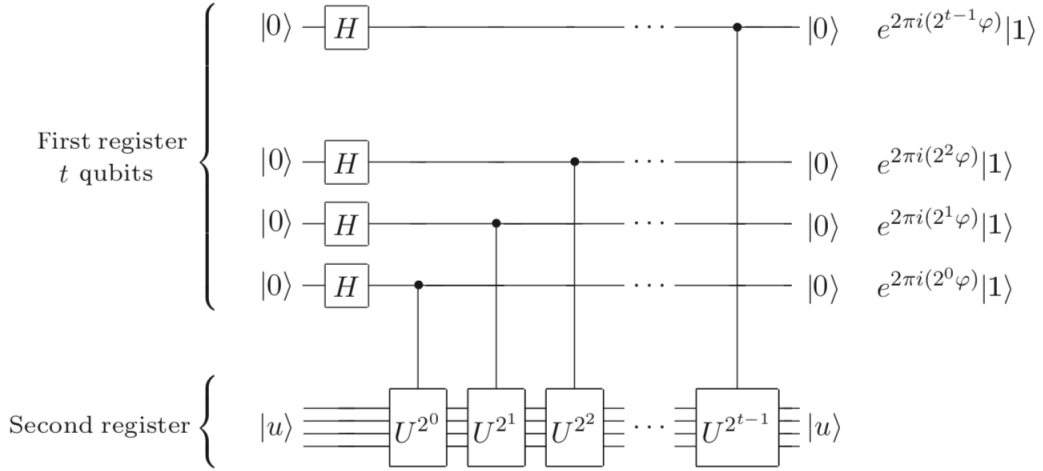 |0⟩ H ··· |0⟩ e^{2πi(2^{t−1}φ)}|1⟩
First register
t qubits
|0⟩ H ··· |0⟩ e^{2πi(2^2φ)}|1⟩
|0⟩ H ··· |0⟩ e^{2πi(2^1φ)}|1⟩
|0⟩ H ··· |0⟩ e^{2πi(2^0φ)}|1⟩
Second register |u⟩ U^{2^0} U^{2^1} U^{2^2} ··· U^{2^{t−1}} |u⟩